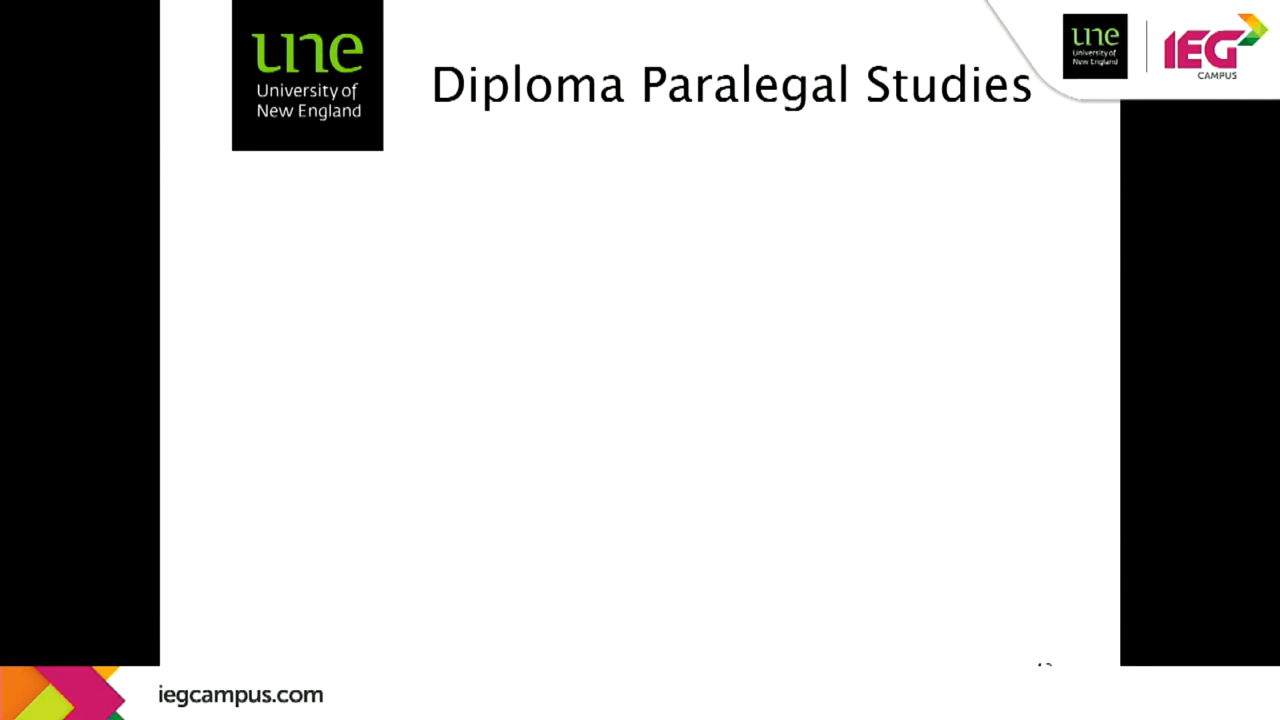 une
University of
New England
Diploma Paralegal Studies
une
University of
New England
IEG
CAMPUS
iegcampus.com